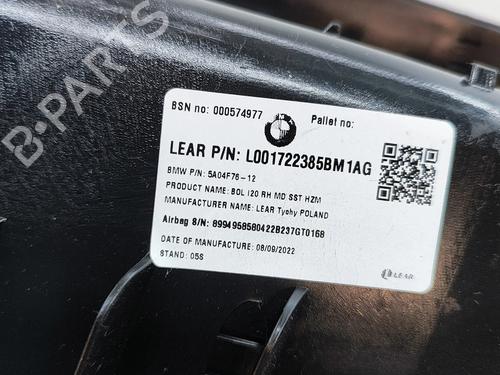 B-PARTS
BSN no: 000574977 Pallet no:
LEAR P/N: L001722385BM1AG
BMW P/N: 5A04F76-12
PRODUCT NAME: BOL I20 RH MD SST HZM
MANUFACTURER NAME: LEAR Tychy POLAND
Airbag S/N: 8994958580422B237GT0168
DATE OF MANUFACTURE: 08/09/2022
STAND: 05S
LEAR